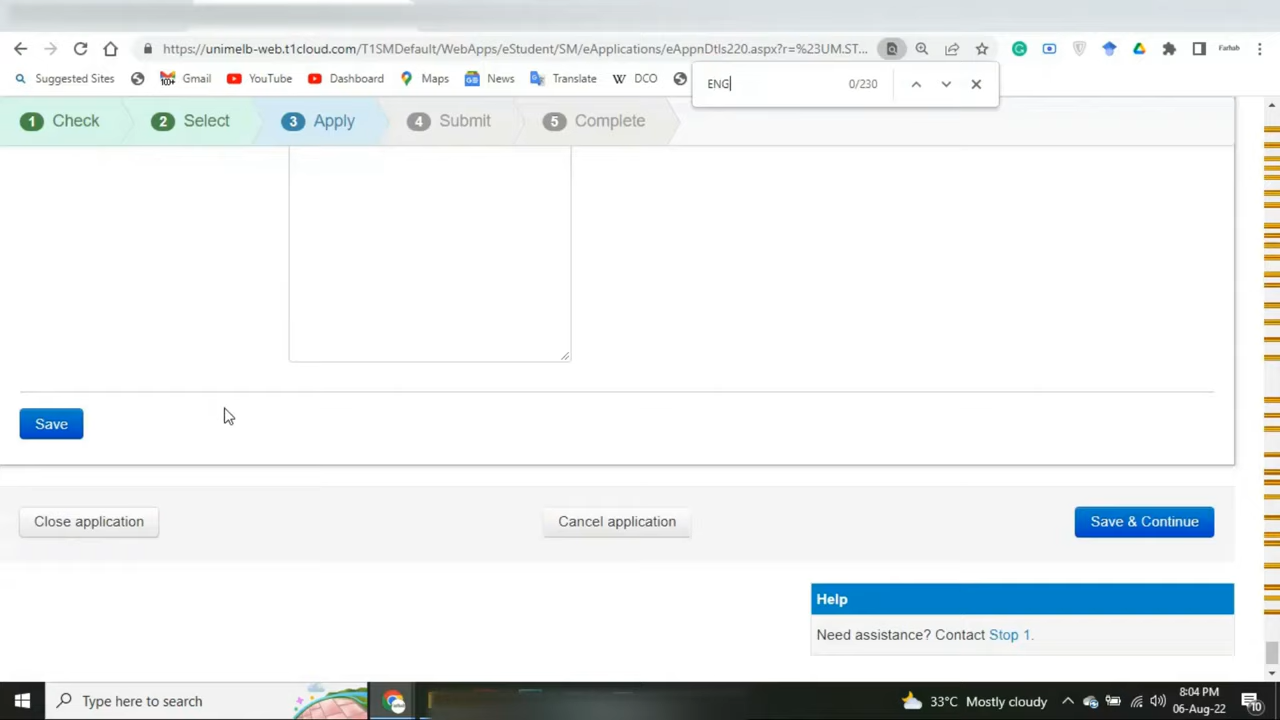 https://unimelb-web.t1cloud.com/T1SMDefault/WebApps/eStudent/SM/eApplications/eAppnDtls220.aspx?r=%23UM.ST...
Farhab
Suggested Sites
100+
Gmail
YouTube
Dashboard
Maps
News
Translate
W DCO
ENG
0/230
1 Check
2 Select
3 Apply
4 Submit
5 Complete
Save
Close application
Cancel application
Save & Continue
Help
Need assistance? Contact Stop 1.
Type here to search
33°C Mostly cloudy
8:04 PM
06-Aug-22
10